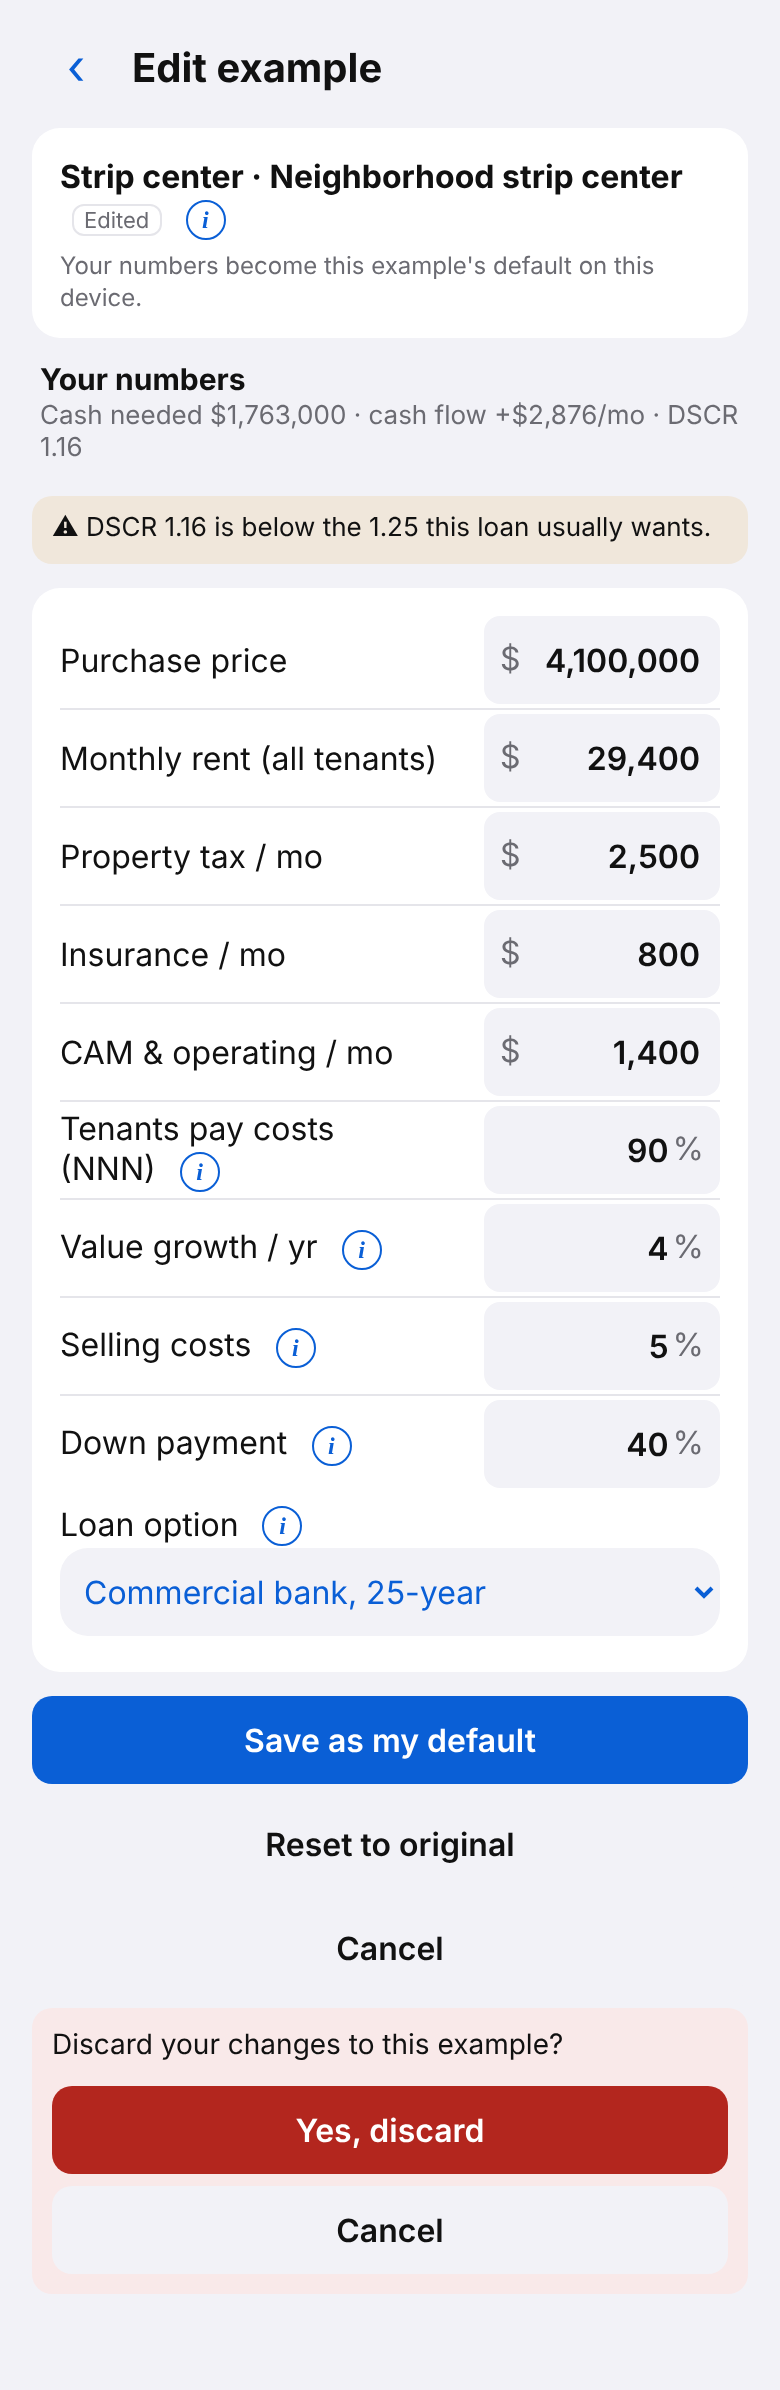 ‹ Edit example
Strip center · Neighborhood strip center
Edited i
Your numbers become this example's default on this
device.
Your numbers
Cash needed $1,763,000 · cash flow +$2,876/mo · DSCR
1.16
⚠ DSCR 1.16 is below the 1.25 this loan usually wants.
Purchase price $ 4,100,000
Monthly rent (all tenants) $ 29,400
Property tax / mo $ 2,500
Insurance / mo $ 800
CAM & operating / mo $ 1,400
Tenants pay costs
(NNN) i 90 %
Value growth / yr i 4 %
Selling costs i 5 %
Down payment i 40 %
Loan option i
Commercial bank, 25-year
Save as my default
Reset to original
Cancel
Discard your changes to this example?
Yes, discard
Cancel